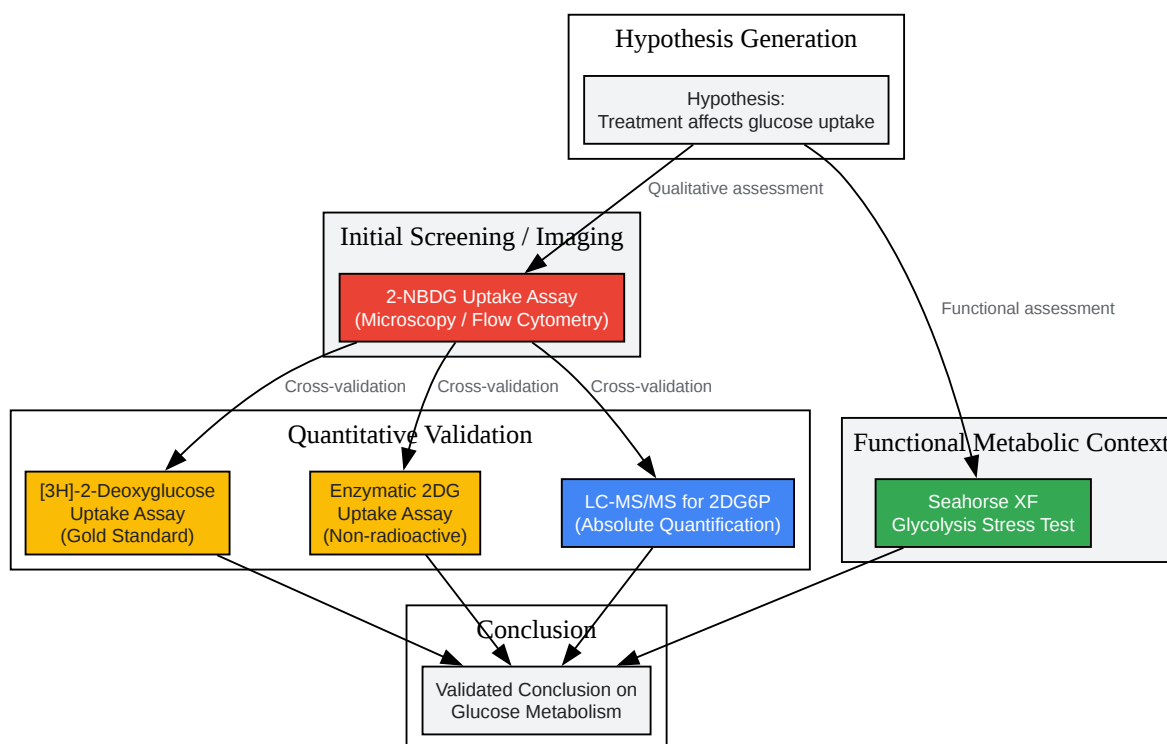 Hypothesis Generation
Hypothesis:
Treatment affects glucose uptake
Qualitative assessment
Initial Screening / Imaging
2-NBDG Uptake Assay
(Microscopy / Flow Cytometry)
Functional assessment
Cross-validation
Cross-validation
Cross-validation
Quantitative Validation
[3H]-2-Deoxyglucose
Uptake Assay
(Gold Standard)
Enzymatic 2DG
Uptake Assay
(Non-radioactive)
LC-MS/MS for 2DG6P
(Absolute Quantification)
Functional Metabolic Context
Seahorse XF
Glycolysis Stress Test
Conclusion
Validated Conclusion on
Glucose Metabolism